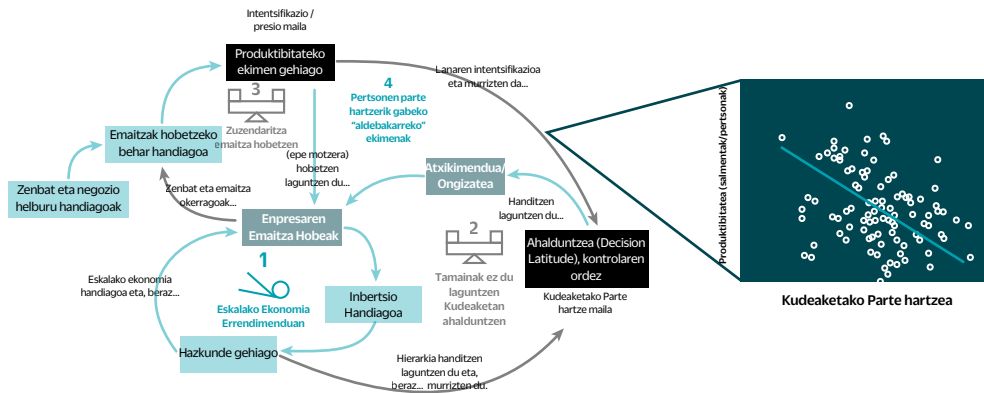 Intentsifikazio /
presio maila
Produktibitateko
ekimen gehiago
Lanaren intentsifikazioa
eta murrizten da...
4
Pertsonen parte
hartzerik gabeko
"aldebakarreko"
ekimenak
3
Zuzendaritza
emaitza hobetzen
Emaitzak hobetzeko
behar handiagoa
(epe motzera)
hobetzen
laguntzen du...
Atxikimendua/
Ongizatea
Zenbat eta negozio
helburu handiagoak
Zenbat eta emaitza
okerragoak...
Handitzen
laguntzen du...
Enpresaren
Emaitza Hobeak
2
Tamainak ez du
laguntzen
Kudeaketan
ahalduntzen
Ahalduntzea (Decision
Latitude), kontrolaren
ordez
Kudeaketako Parte
hartze maila
1
Eskalako Ekonomia
Errendimenduan
Eskalako ekonomia
handiagoa eta, beraz...
Inbertsio
Handiagoa
Hazkunde gehiago
Hierarkia handitzen
laguntzen du eta,
beraz... murrizten du.
Produktibitatea (salmentak/pertsonak)
Kudeaketako Parte hartzea